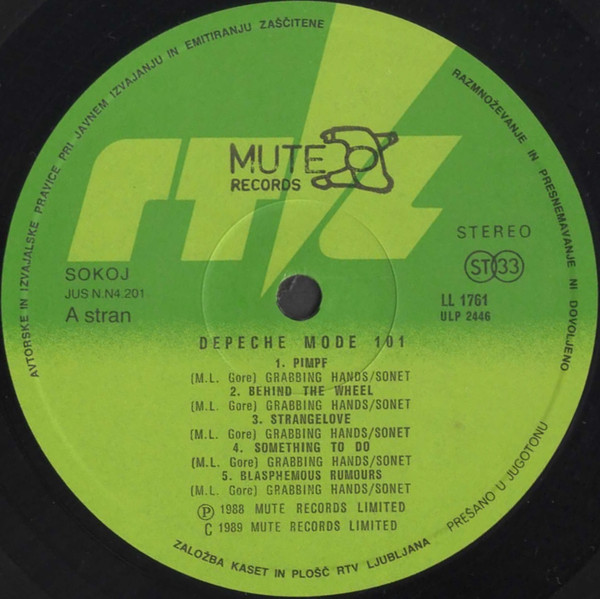 AVTORSKE IN IZVAJALSKE PRAVICE PRI JAVNEM IZVAJANJU IN EMITIRANJU ZAŠČITENE
RAZMNOŽEVANJE IN PRESNEMAVANJE NI DOVOLJENO
RTL
MUTE
RECORDS
STEREO
SOKOJ
JUS N.N4.201
A stran
ST 33
LL 1761
ULP 2446
DEPECHE MODE 101
1. PIMPF
(M.L. Gore) GRABBING HANDS/SONET
2. BEHIND THE WHEEL
(M.L. Gore) GRABBING HANDS/SONET
3. STRANGELOVE
(M.L. Gore) GRABBING HANDS/SONET
4. SOMETHING TO DO
(M.L. Gore) GRABBING HANDS/SONET
5. BLASPHEMOUS RUMOURS
(M.L. Gore) GRABBING HANDS/SONET
Ⓟ 1988 MUTE RECORDS LIMITED
C 1989 MUTE RECORDS LIMITED
ZALOŽBA KASET IN PLOŠČ RTV LJUBLJANA
PREŠANO U JUGOTONU